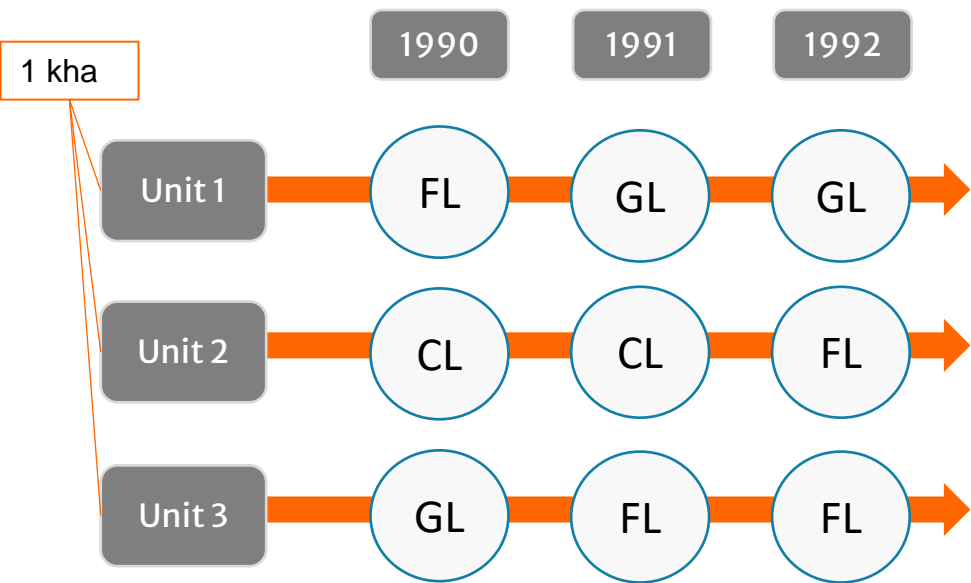 1990 1991 1992
1 kha
Unit 1 FL GL GL
Unit 2 CL CL FL
Unit 3 GL FL FL